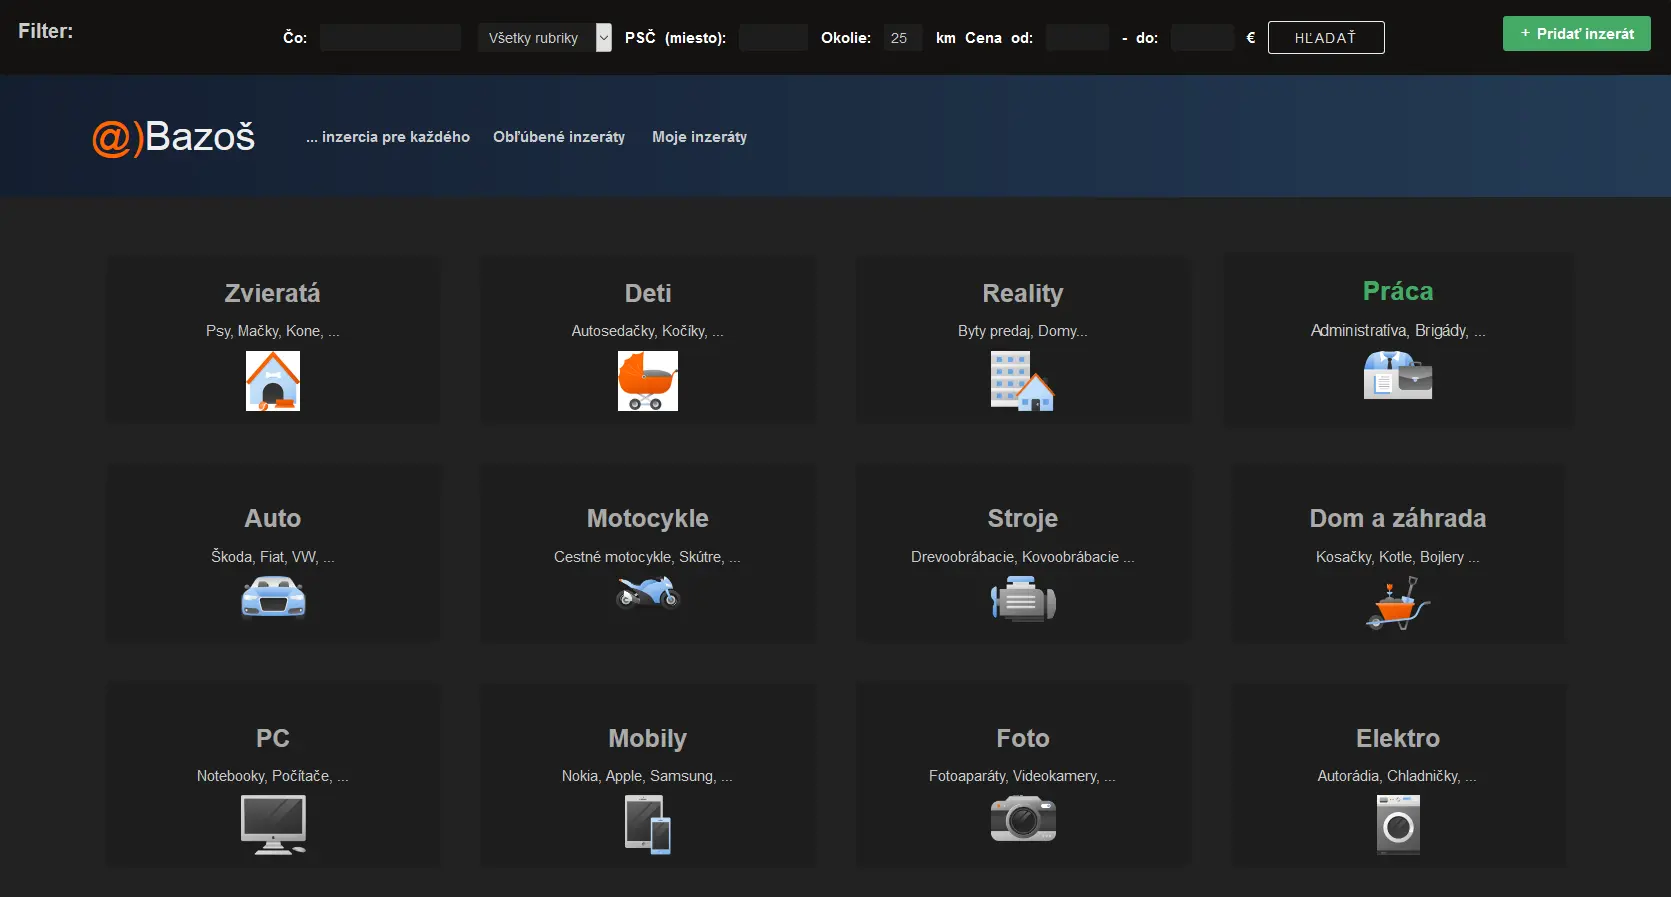 Filter:
Čo: Všetky rubriky PSČ (miesto): Okolie: 25 km Cena od: - do: € HĽADAŤ
+ Pridať inzerát
@)Bazoš ... inzercia pre každého Obľúbené inzeráty Moje inzeráty
Zvieratá
Psy, Mačky, Kone, ...
Deti
Autosedačky, Kočíky, ...
Reality
Byty predaj, Domy...
Práca
Administratíva, Brigády, ...
Auto
Škoda, Fiat, VW, ...
Motocykle
Cestné motocykle, Skútre, ...
Stroje
Drevoobrábacie, Kovoobrábacie ...
Dom a záhrada
Kosačky, Kotle, Bojlery ...
PC
Notebooky, Počítače, ...
Mobily
Nokia, Apple, Samsung, ...
Foto
Fotoaparáty, Videokamery, ...
Elektro
Autorádia, Chladničky, ...